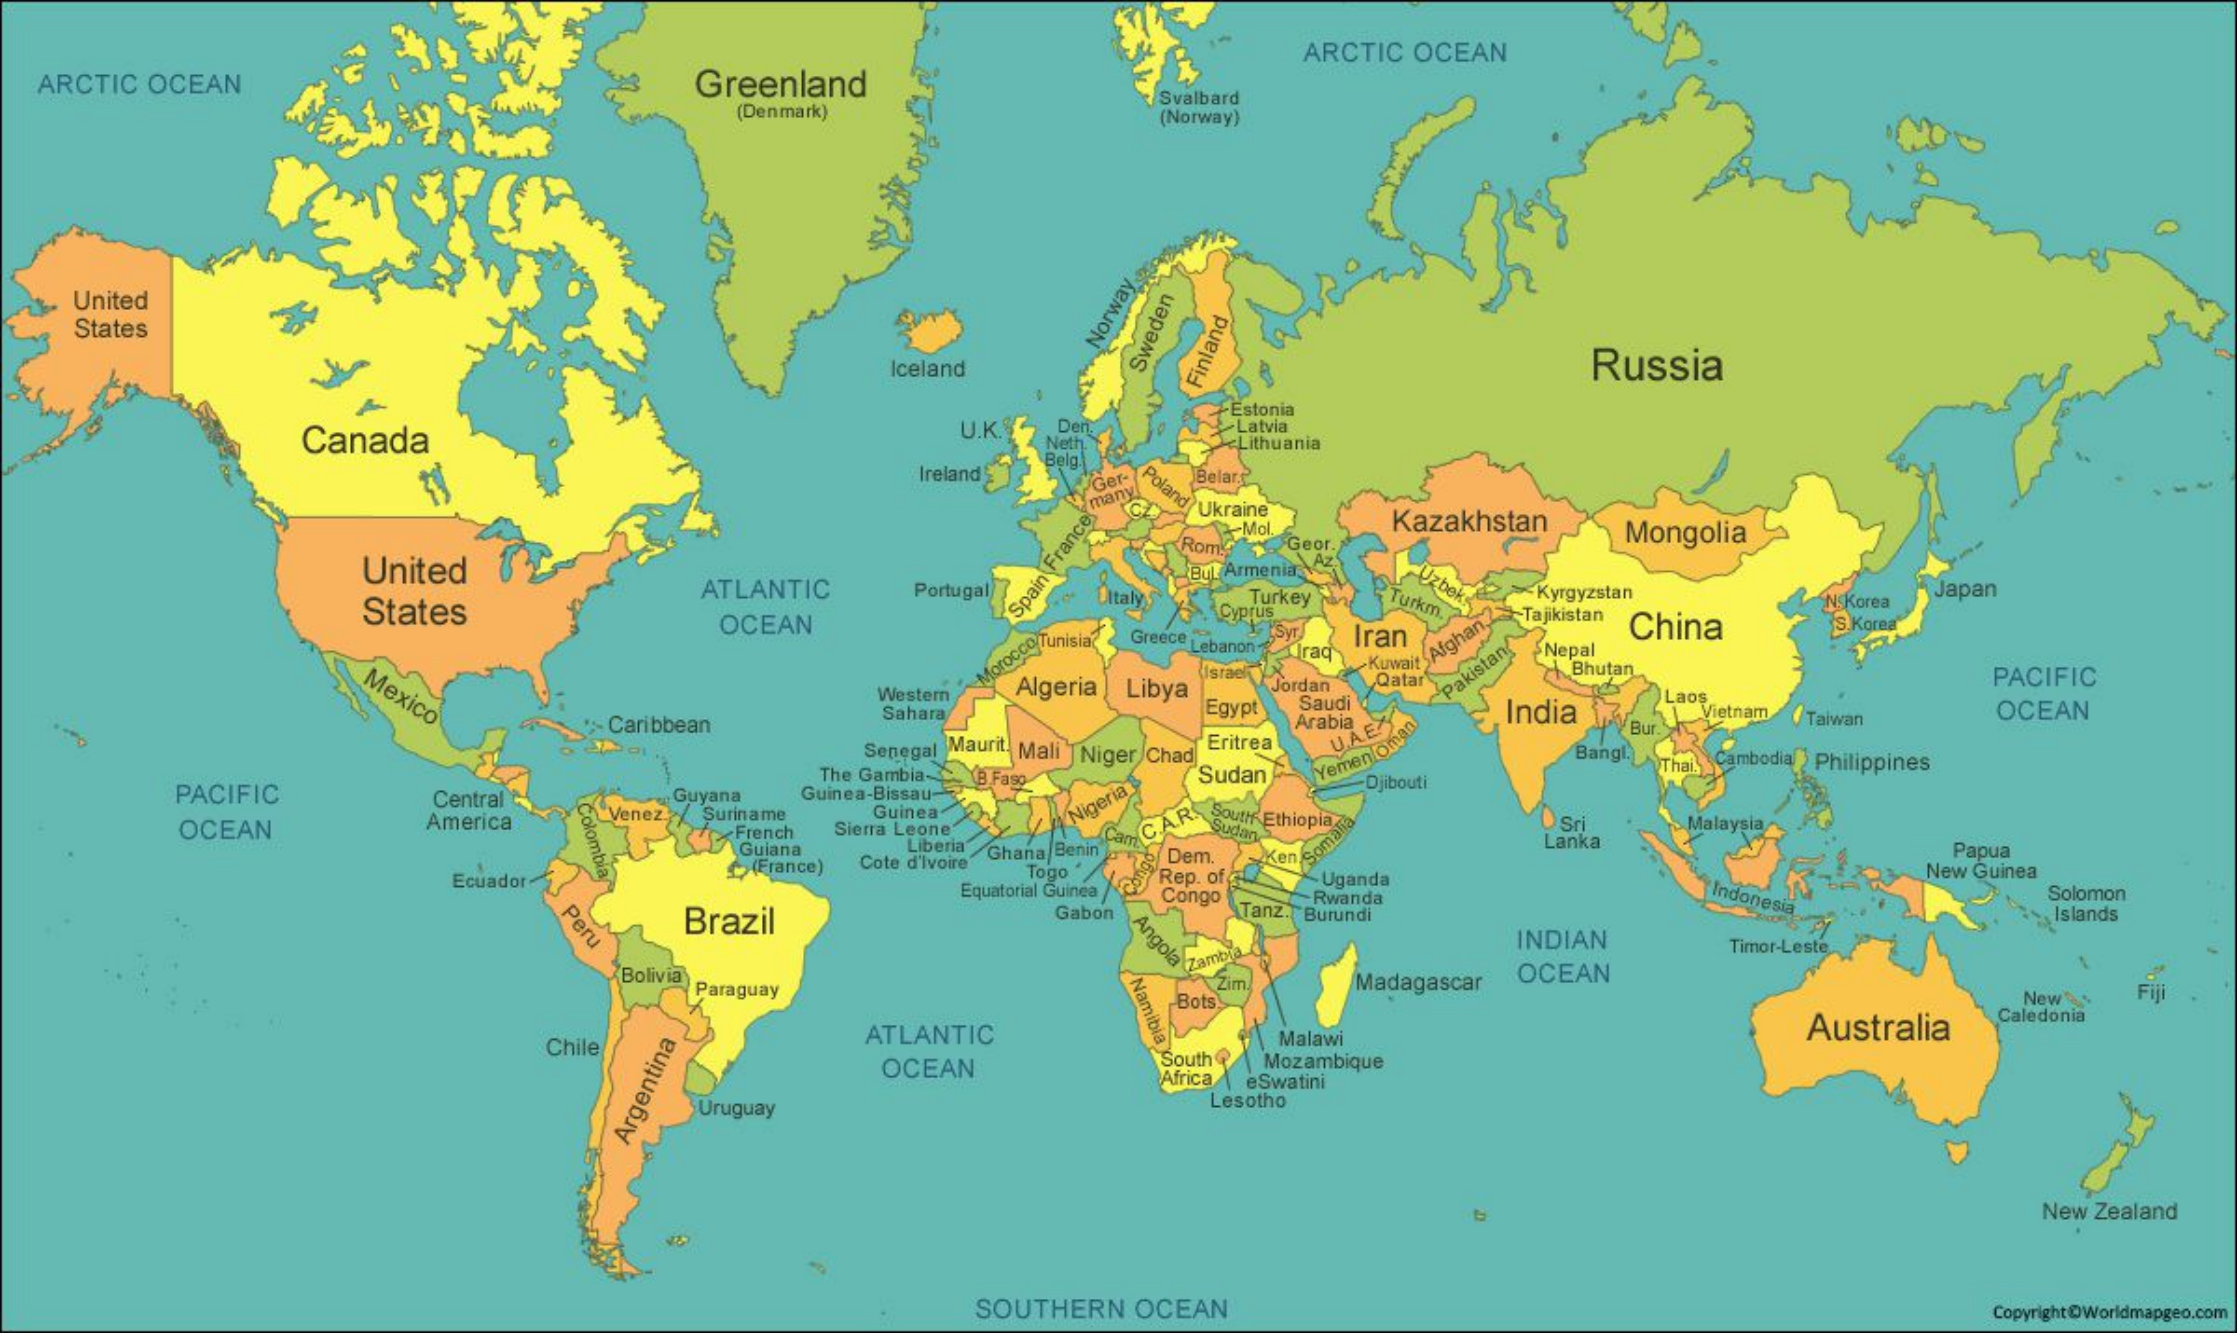 ARCTIC OCEAN
Greenland
(Denmark)
Svalbard
(Norway)
ARCTIC OCEAN
United
States
Canada
Iceland
Norway
Sweden
Finland
Russia
Estonia
Latvia
Lithuania
U.K.
Ireland
Den.
Neth.
Belg.
Ger-
many
Poland
Belar.
Cz.
Ukraine
Mol.
France
Rom.
Bul.
Geor.
Az.
Armenia
Kazakhstan
Mongolia
United
States
ATLANTIC
OCEAN
Portugal
Spain
Italy
Greece
Turkey
Cyprus
Lebanon
Syr.
Israel
Iraq
Iran
Uzbek.
Turkm.
Kyrgyzstan
Tajikistan
Afghan.
Pakistan
China
N. Korea
S.Korea
Japan
Mexico
Caribbean
Morocco
Tunisia
Algeria
Libya
Egypt
Jordan
Saudi
Arabia
Kuwait
Qatar
U.A.E.
Oman
Yemen
Nepal
Bhutan
India
Bangl.
Bur.
Laos
Vietnam
Thai.
Cambodia
Taiwan
Philippines
PACIFIC
OCEAN
Western
Sahara
Maurit.
Mali
Niger
Chad
Eritrea
Sudan
Djibouti
Senegal
The Gambia
Guinea-Bissau
Guinea
Sierra Leone
Liberia
Cote d'Ivoire
B.Faso
Ghana
Togo
Benin
Nigeria
Equatorial Guinea
Gabon
Cam.
C.A.R.
South
Sudan
Ethiopia
Somalia
Congo
Dem.
Rep. of
Congo
Ken.
Uganda
Rwanda
Burundi
Tanz.
PACIFIC
OCEAN
Central
America
Venez.
Colombia
Guyana
Suriname
French
Guiana
(France)
Ecuador
Peru
Brazil
Bolivia
Paraguay
Chile
Argentina
Uruguay
ATLANTIC
OCEAN
Angola
Zambia
Zim.
Namibia
Bots.
South
Africa
Malawi
Mozambique
eSwatini
Lesotho
Madagascar
INDIAN
OCEAN
Sri
Lanka
Malaysia
Indonesia
Timor-Leste
Papua
New Guinea
Solomon
Islands
Australia
New
Caledonia
Fiji
New Zealand
SOUTHERN OCEAN
Copyright©Worldmapgeo.com